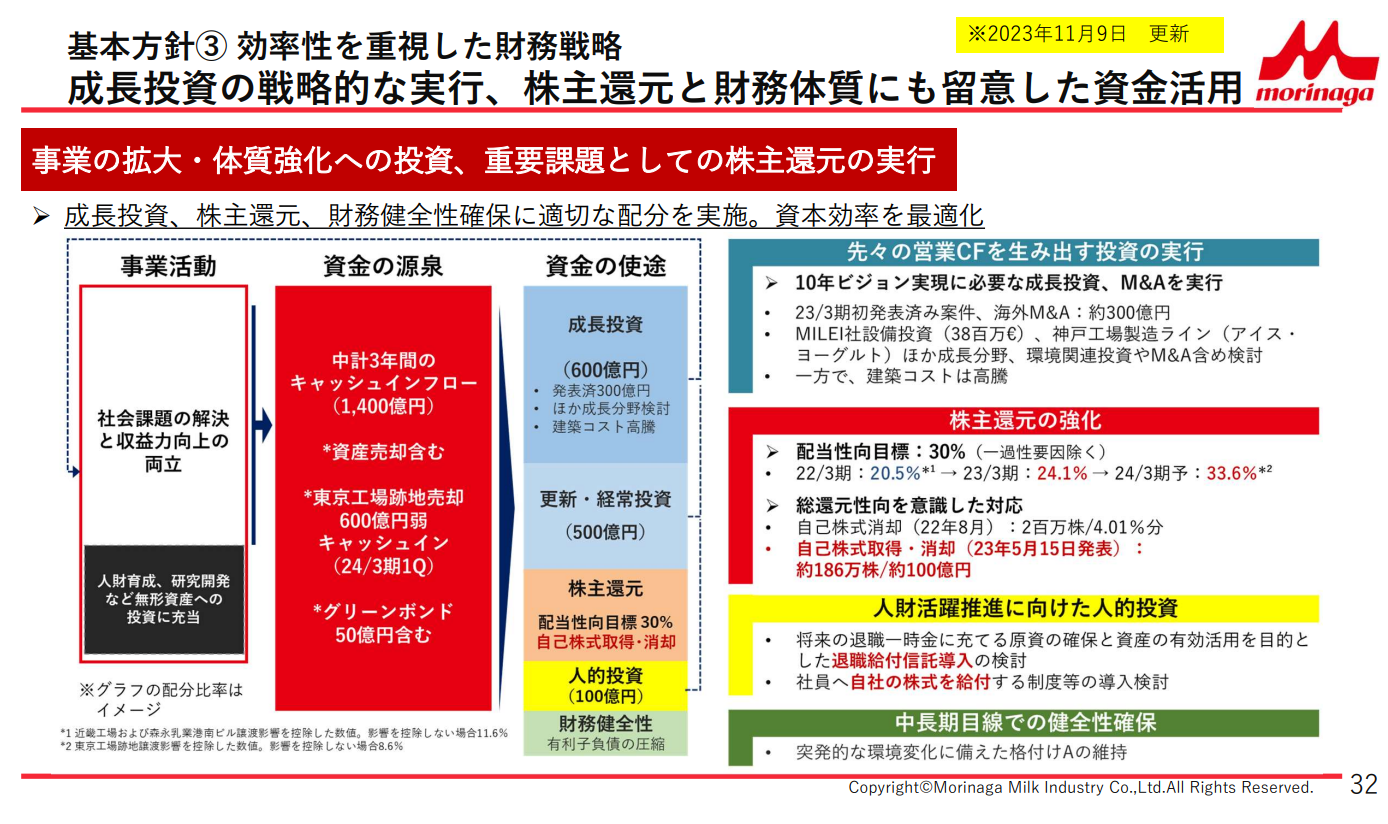 基本方針③ 効率性を重視した財務戦略
※2023年11月9日　更新
成長投資の戦略的な実行、株主還元と財務体質にも留意した資金活用
morinaga
事業の拡大・体質強化への投資、重要課題としての株主還元の実行
➢ 成長投資、株主還元、財務健全性確保に適切な配分を実施。資本効率を最適化
事業活動
社会課題の解決
と収益力向上の
両立
人財育成、研究開発
など無形資産への
投資に充当
※グラフの配分比率は
イメージ
資金の源泉
中計3年間の
キャッシュインフロー
（1,400億円）
*資産売却含む
*東京工場跡地売却
600億円弱
キャッシュイン
（24/3期1Q）
*グリーンボンド
50億円含む
資金の使途
成長投資
（600億円）
• 発表済300億円
• ほか成長分野検討
• 建築コスト高騰
更新・経常投資
（500億円）
株主還元
配当性向目標 30%
自己株式取得・消却
人的投資
（100億円）
財務健全性
有利子負債の圧縮
*1 近畿工場および森永乳業港南ビル譲渡影響を控除した数値。影響を控除しない場合11.6%
*2 東京工場跡地譲渡影響を控除した数値。影響を控除しない場合8.6%
先々の営業CFを生み出す投資の実行
➢ 10年ビジョン実現に必要な成長投資、M&Aを実行
• 23/3期初発表済み案件、海外M&A：約300億円
• MILEI社設備投資（38百万€）、神戸工場製造ライン（アイス・
ヨーグルト）ほか成長分野、環境関連投資やM&A含め検討
• 一方で、建築コストは高騰
株主還元の強化
➢ 配当性向目標：30%（一過性要因除く）
• 22/3期：20.5%*1 → 23/3期：24.1% → 24/3期予：33.6%*2
➢ 総還元性向を意識した対応
• 自己株式消却（22年8月）：2百万株/4.01%分
• 自己株式取得・消却（23年5月15日発表）：
約186万株/約100億円
人財活躍推進に向けた人的投資
• 将来の退職一時金に充てる原資の確保と資産の有効活用を目的と
した退職給付信託導入の検討
• 社員へ自社の株式を給付する制度等の導入検討
中長期目線での健全性確保
• 突発的な環境変化に備えた格付けAの維持
Copyright©Morinaga Milk Industry Co.,Ltd.All Rights Reserved.
32